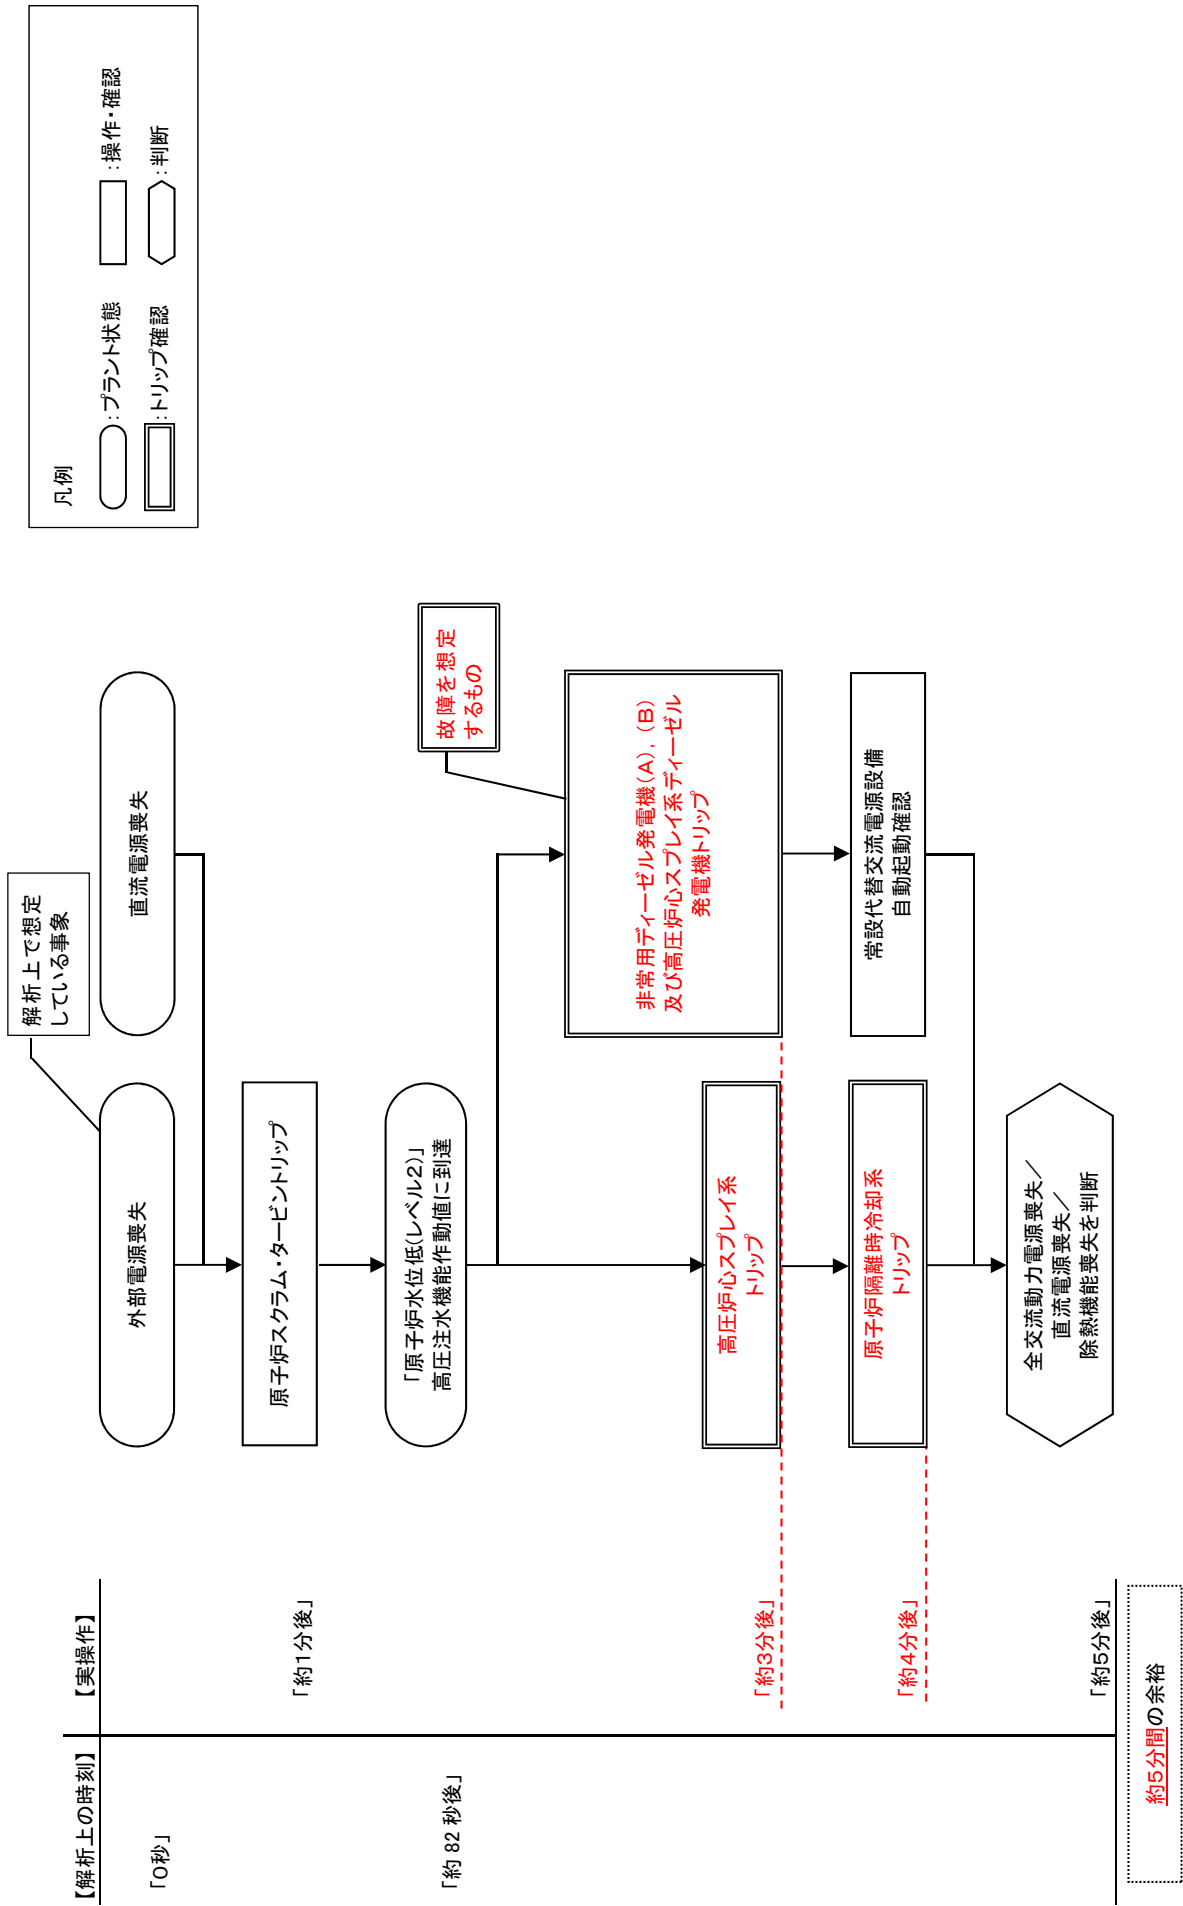 凡例
：プラント状態
：操作・確認
：トリップ確認
：判断
解析上で想定
している事象
外部電源喪失
直流電源喪失
原子炉スクラム・タービントリップ
「原子炉水位低(レベル２)」
高圧注水機能作動値に到達
故障を想定
するもの
非常用ディーゼル発電機（Ａ），（Ｂ）
及び高圧炉心スプレイ系ディーゼル
発電機トリップ
高圧炉心スプレイ系
トリップ
原子炉隔離時冷却系
トリップ
常設代替交流電源設備
自動起動確認
全交流動力電源喪失／
直流電源喪失／
除熱機能喪失を判断
【解析上の時刻】
【実操作】
「０秒」
「約１分後」
「約 82 秒後」
「約３分後」
「約４分後」
「約５分後」
約５分間の余裕